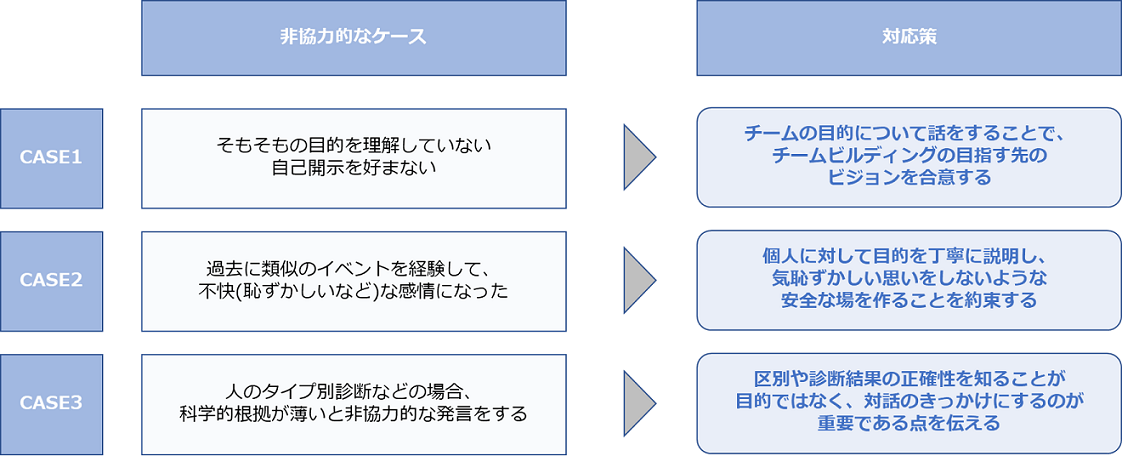 非協力的なケース
対応策
CASE1
そもそもの目的を理解していない
自己開示を好まない
チームの目的について話をすることで、
チームビルディングの目指す先の
ビジョンを合意する
CASE2
過去に類似のイベントを経験して、
不快(恥ずかしいなど)な感情になった
個人に対して目的を丁寧に説明し、
気恥ずかしい思いをしないような
安全な場を作ることを約束する
CASE3
人のタイプ別診断などの場合、
科学的根拠が薄いと非協力的な発言をする
区別や診断結果の正確性を知ることが
目的ではなく、対話のきっかけにするのが
重要である点を伝える